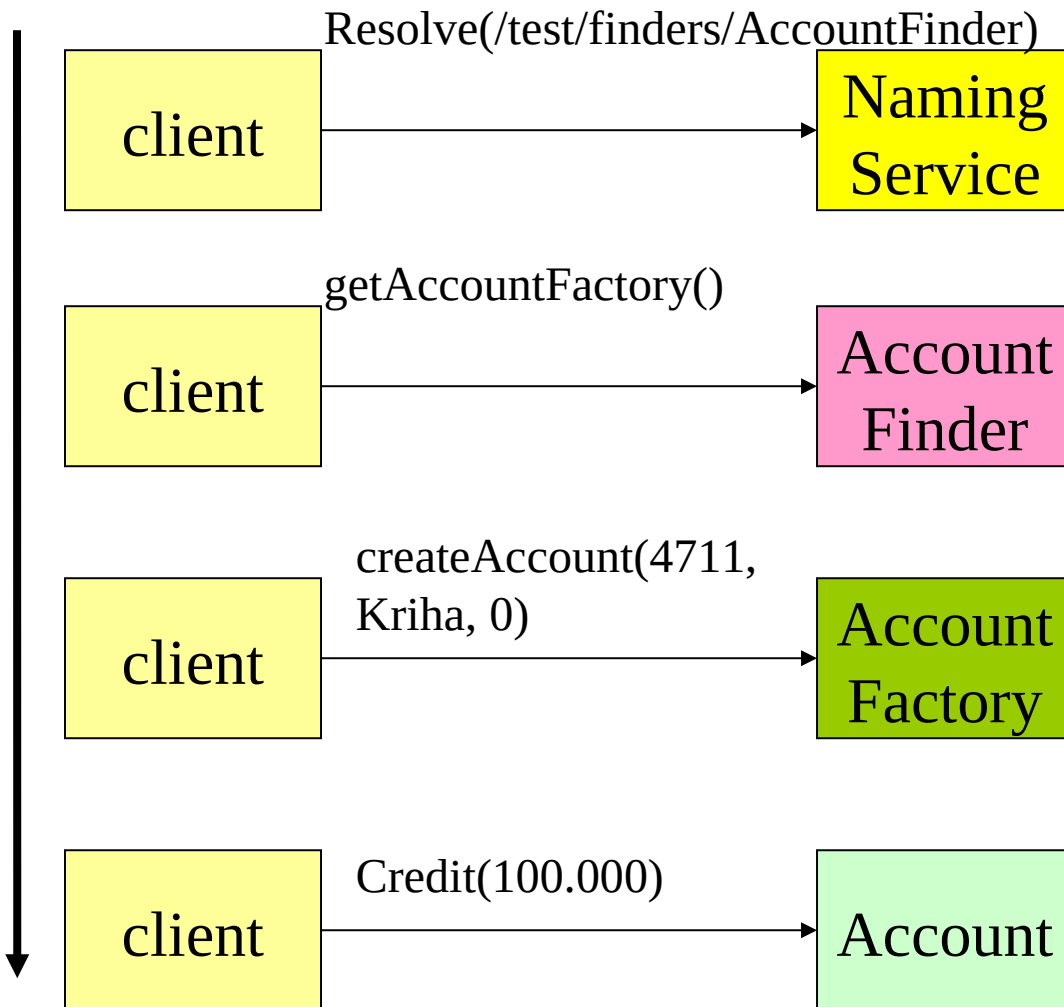 Resolve(/test/finders/AccountFinder)
client
Naming
Service
getAccountFactory()
client
Account
Finder
createAccount(4711,
Kriha, 0)
client
Account
Factory
Credit(100.000)
client
Account